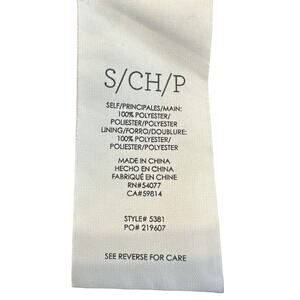 S/CH/P
SELF/PRINCIPALES/MAIN:
100% POLYESTER/
POLIESTER/POLYESTER
LINING/FORRO/DOUBLURE:
100% POLYESTER/
POLIESTER/POLYESTER
MADE IN CHINA
HECHO EN CHINA
FABRIQUÉ EN CHINE
RN#54077
CA#59814
STYLE# 5381
PO# 219607
SEE REVERSE FOR CARE